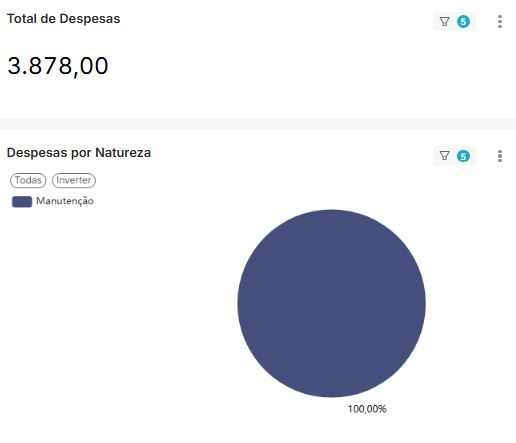 Total de Despesas
5
3.878,00
Despesas por Natureza
5
Todas Inverter
Manutenção
100,00%